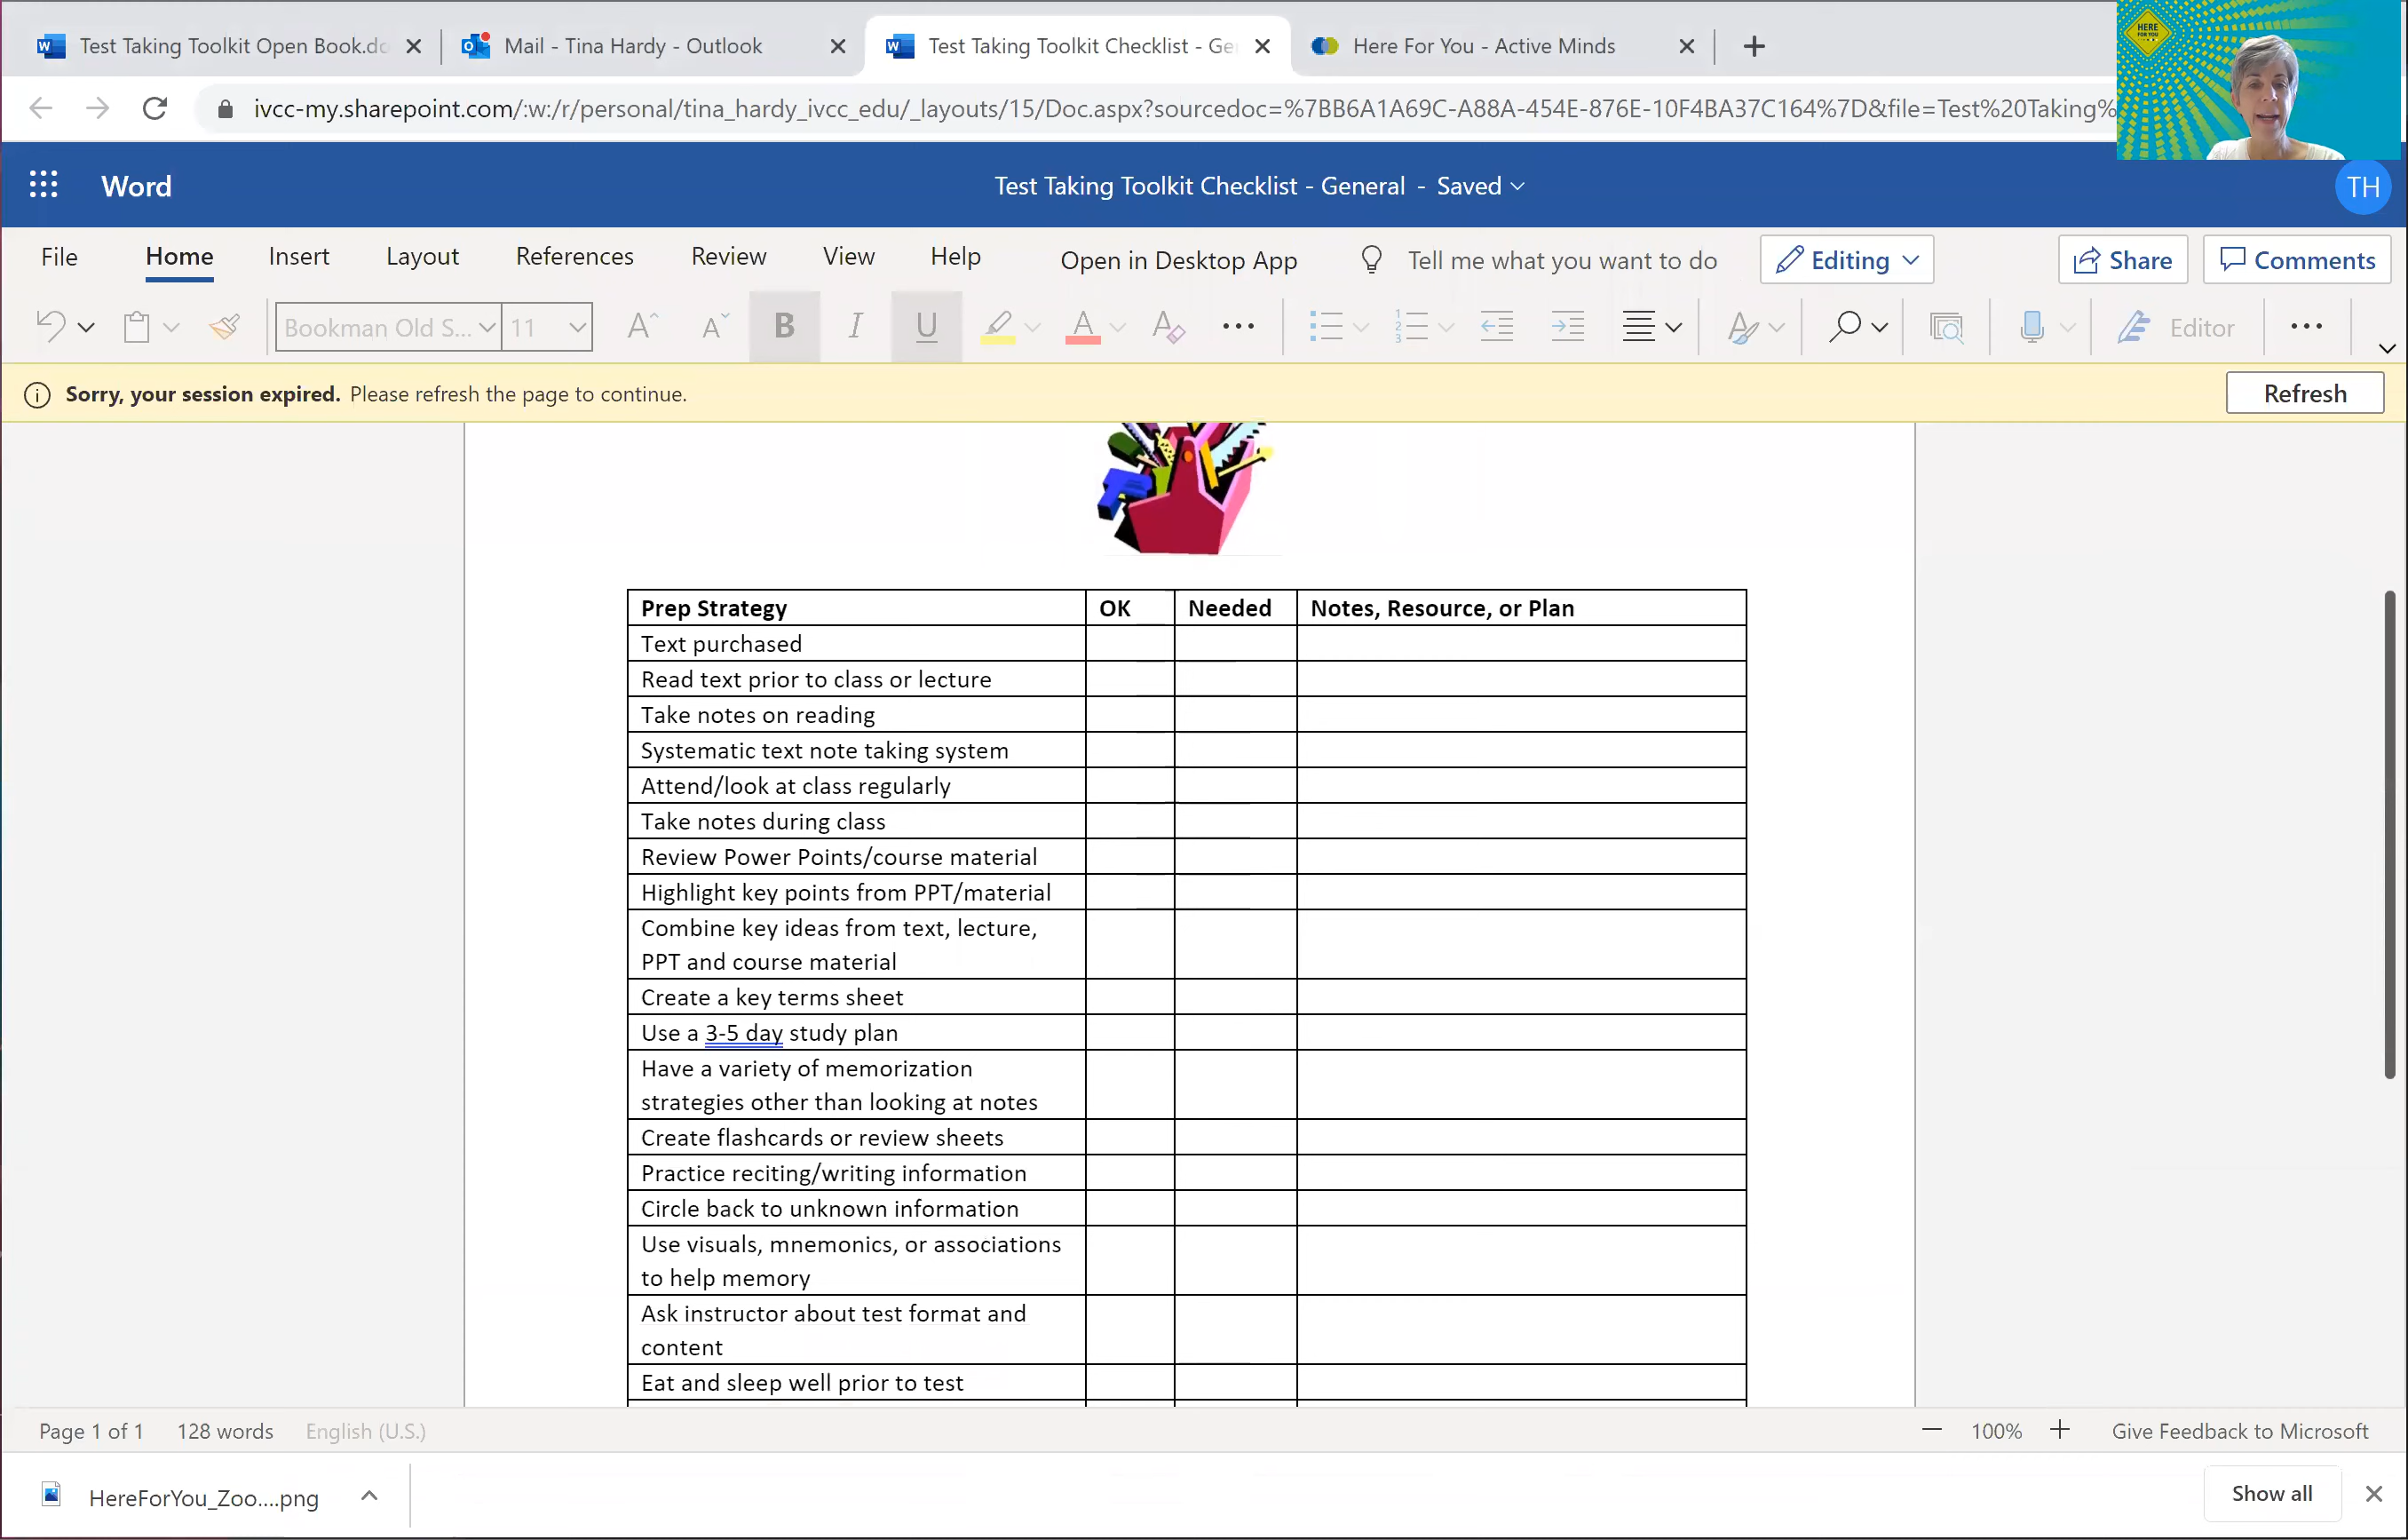 Test Taking Toolkit Open Book.do
Mail - Tina Hardy - Outlook
Test Taking Toolkit Checklist - Ge
Here For You - Active Minds
HERE
FOR YOU
ivcc-my.sharepoint.com/:w:/r/personal/tina_hardy_ivcc_edu/_layouts/15/Doc.aspx?sourcedoc=%7BB6A1A69C-A88A-454E-876E-10F4BA37C164%7D&file=Test%20Taking%
Word
Test Taking Toolkit Checklist - General - Saved
TH
File Home Insert Layout References Review View Help Open in Desktop App Tell me what you want to do Editing Share Comments
Bookman Old S... 11 A A B I U A A Editor
Sorry, your session expired. Please refresh the page to continue. Refresh
Prep Strategy OK Needed Notes, Resource, or Plan
Text purchased
Read text prior to class or lecture
Take notes on reading
Systematic text note taking system
Attend/look at class regularly
Take notes during class
Review Power Points/course material
Highlight key points from PPT/material
Combine key ideas from text, lecture,
PPT and course material
Create a key terms sheet
Use a 3-5 day study plan
Have a variety of memorization
strategies other than looking at notes
Create flashcards or review sheets
Practice reciting/writing information
Circle back to unknown information
Use visuals, mnemonics, or associations
to help memory
Ask instructor about test format and
content
Eat and sleep well prior to test
Page 1 of 1 128 words English (U.S.) 100% Give Feedback to Microsoft
HereForYou_Zoo....png Show all